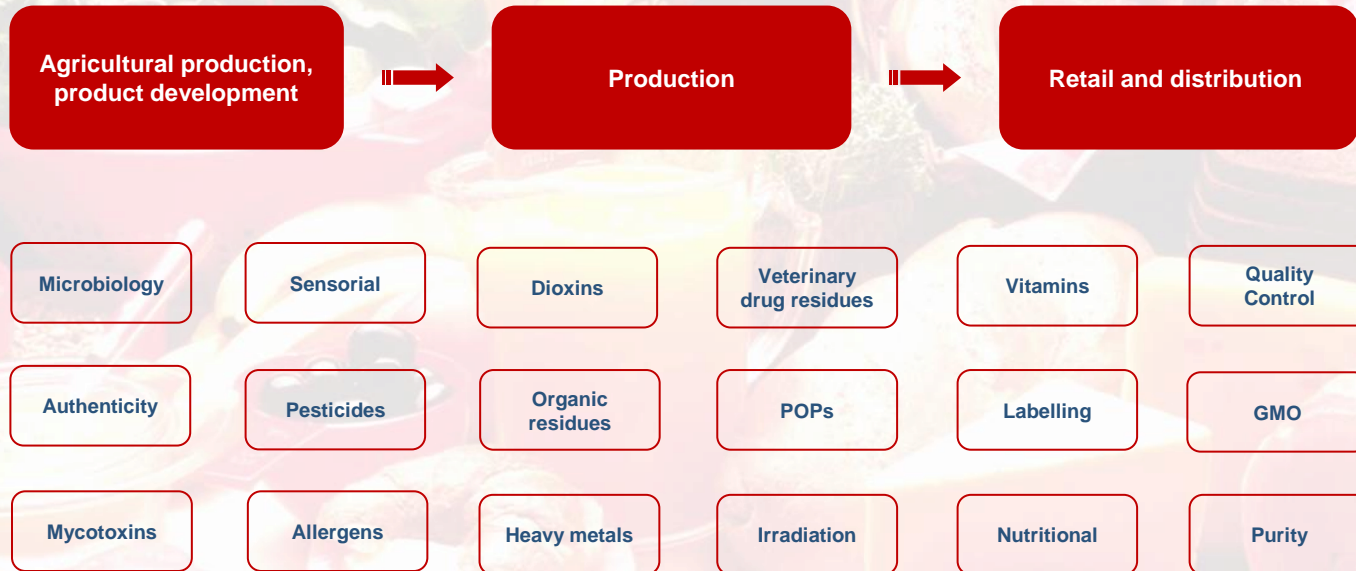 Agricultural production,
product development
Production
Retail and distribution
Microbiology
Sensorial
Dioxins
Veterinary
drug residues
Vitamins
Quality
Control
Authenticity
Pesticides
Organic
residues
POPs
Labelling
GMO
Mycotoxins
Allergens
Heavy metals
Irradiation
Nutritional
Purity